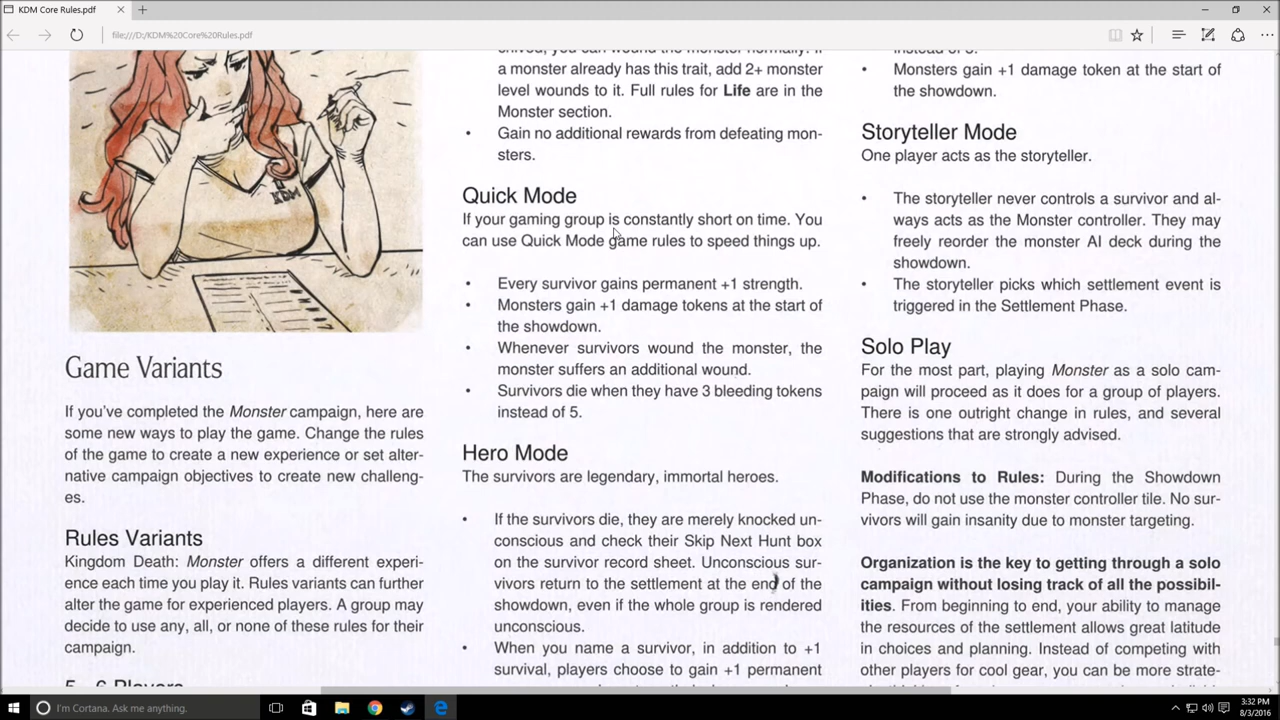 KDM Core Rules.pdf
file:///D:/KDM%20Core%20Rules.pdf
KDM
Game Variants
If you've completed the Monster campaign, here are
some new ways to play the game. Change the rules
of the game to create a new experience or set alter-
native campaign objectives to create new challeng-
es.
Rules Variants
Kingdom Death: Monster offers a different experi-
ence each time you play it. Rules variants can further
alter the game for experienced players. A group may
decide to use any, all, or none of these rules for their
campaign.
5 - 6 Players
shived, you can wound the monster normally. If
a monster already has this trait, add 2+ monster
level wounds to it. Full rules for Life are in the
Monster section.
• Gain no additional rewards from defeating mon-
sters.
Quick Mode
If your gaming group is constantly short on time. You
can use Quick Mode game rules to speed things up.
• Every survivor gains permanent +1 strength.
• Monsters gain +1 damage tokens at the start of
the showdown.
• Whenever survivors wound the monster, the
monster suffers an additional wound.
• Survivors die when they have 3 bleeding tokens
instead of 5.
Hero Mode
The survivors are legendary, immortal heroes.
• If the survivors die, they are merely knocked un-
conscious and check their Skip Next Hunt box
on the survivor record sheet. Unconscious sur-
vivors return to the settlement at the end of the
showdown, even if the whole group is rendered
unconscious.
• When you name a survivor, in addition to +1
survival, players choose to gain +1 permanent
instead of 5.
• Monsters gain +1 damage token at the start of
the showdown.
Storyteller Mode
One player acts as the storyteller.
• The storyteller never controls a survivor and al-
ways acts as the Monster controller. They may
freely reorder the monster AI deck during the
showdown.
• The storyteller picks which settlement event is
triggered in the Settlement Phase.
Solo Play
For the most part, playing Monster as a solo cam-
paign will proceed as it does for a group of players.
There is one outright change in rules, and several
suggestions that are strongly advised.
Modifications to Rules: During the Showdown
Phase, do not use the monster controller tile. No sur-
vivors will gain insanity due to monster targeting.
Organization is the key to getting through a solo
campaign without losing track of all the possibil-
ities. From beginning to end, your ability to manage
the resources of the settlement allows great latitude
in choices and planning. Instead of competing with
other players for cool gear, you can be more strate-
I'm Cortana. Ask me anything.
3:32 PM
8/3/2016